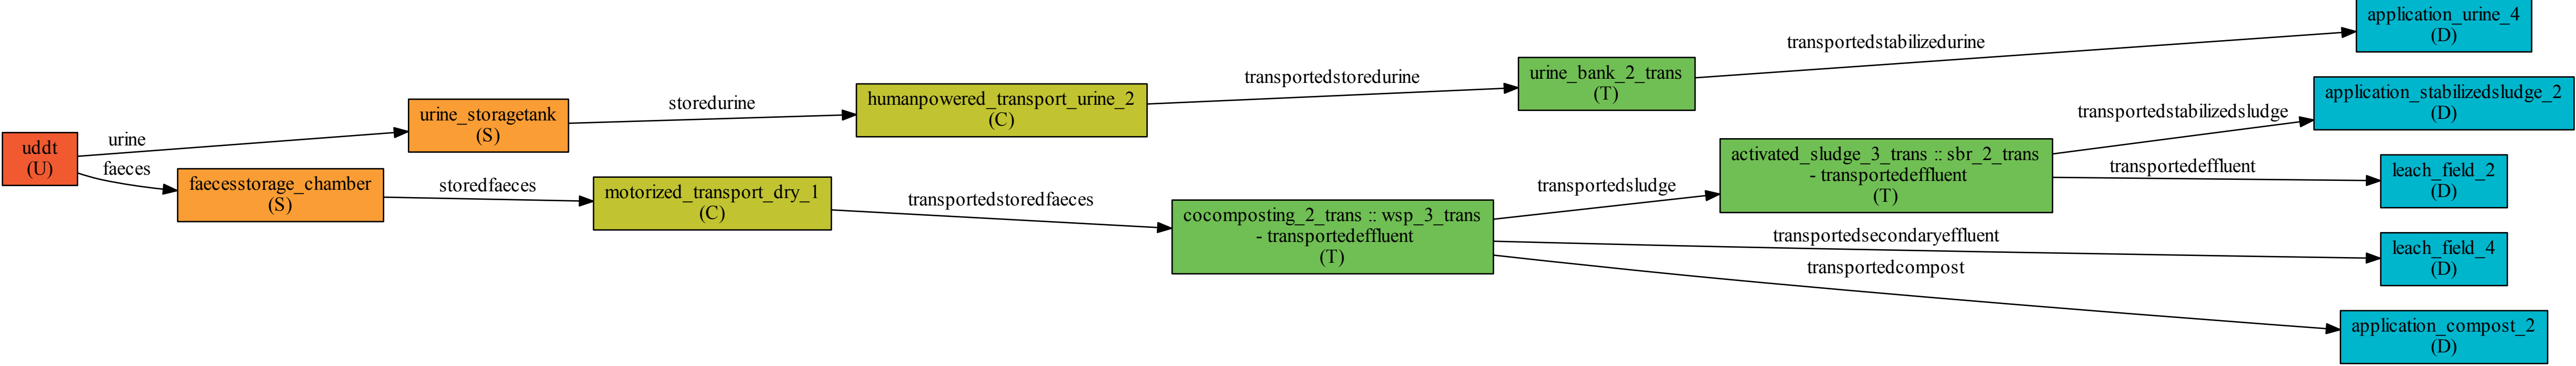 uddt
(U)
urine
faeces
urine_storagetank
(S)
faecesstorage_chamber
(S)
storedurine
storedfaeces
humanpowered_transport_urine_2
(C)
motorized_transport_dry_1
(C)
transportedstoredurine
transportedstoredfaeces
urine_bank_2_trans
(T)
cocomposting_2_trans :: wsp_3_trans
- transportedeffluent
(T)
transportedsludge
activated_sludge_3_trans :: sbr_2_trans
- transportedeffluent
(T)
transportedstabilizedurine
transportedstabilizedsludge
transportedeffluent
transportedsecondaryeffluent
transportedcompost
application_urine_4
(D)
application_stabilizedsludge_2
(D)
leach_field_2
(D)
leach_field_4
(D)
application_compost_2
(D)